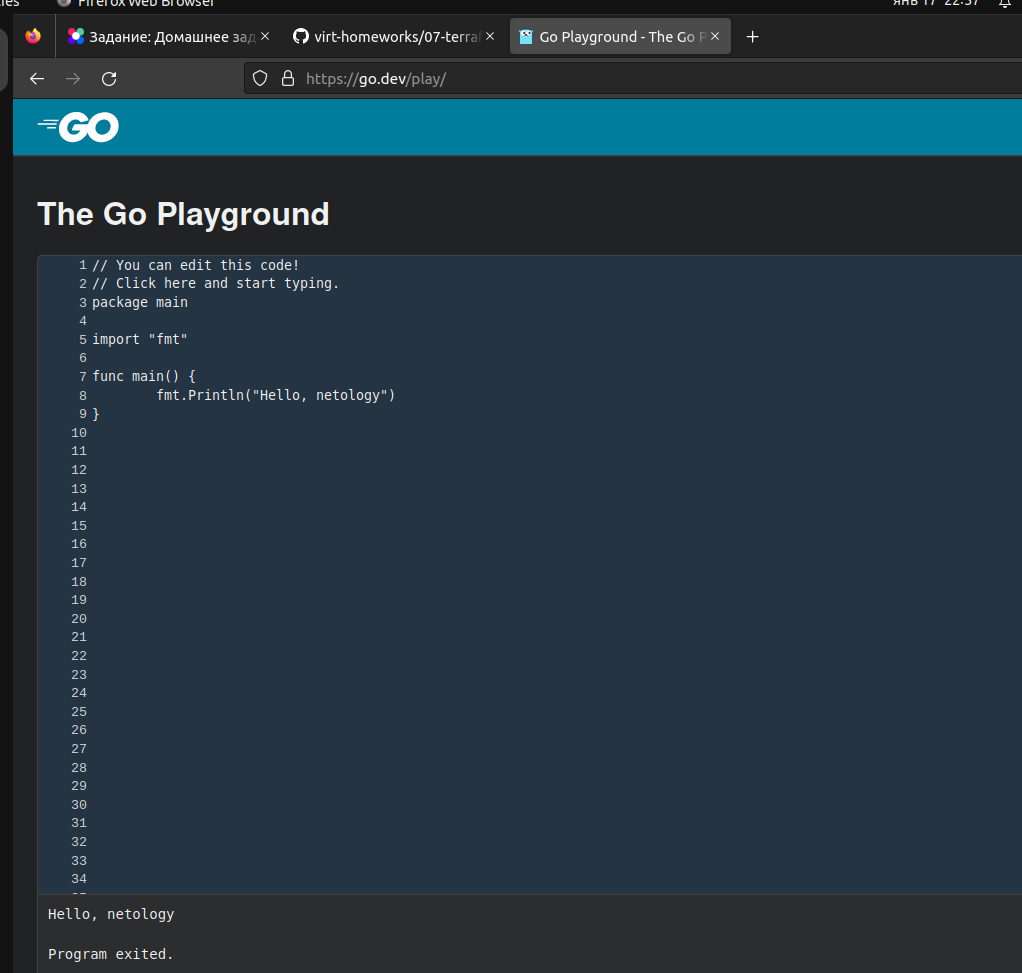 Firefox Web Browser
янв 17 22:37
Задание: Домашнее зад
virt-homeworks/07-terraf
Go Playground - The Go P
https://go.dev/play/
GO
The Go Playground
1 // You can edit this code!
2 // Click here and start typing.
3 package main
4
5 import "fmt"
6
7 func main() {
8 fmt.Println("Hello, netology")
9 }
10
11
12
13
14
15
16
17
18
19
20
21
22
23
24
25
26
27
28
29
30
31
32
33
34
Hello, netology
Program exited.